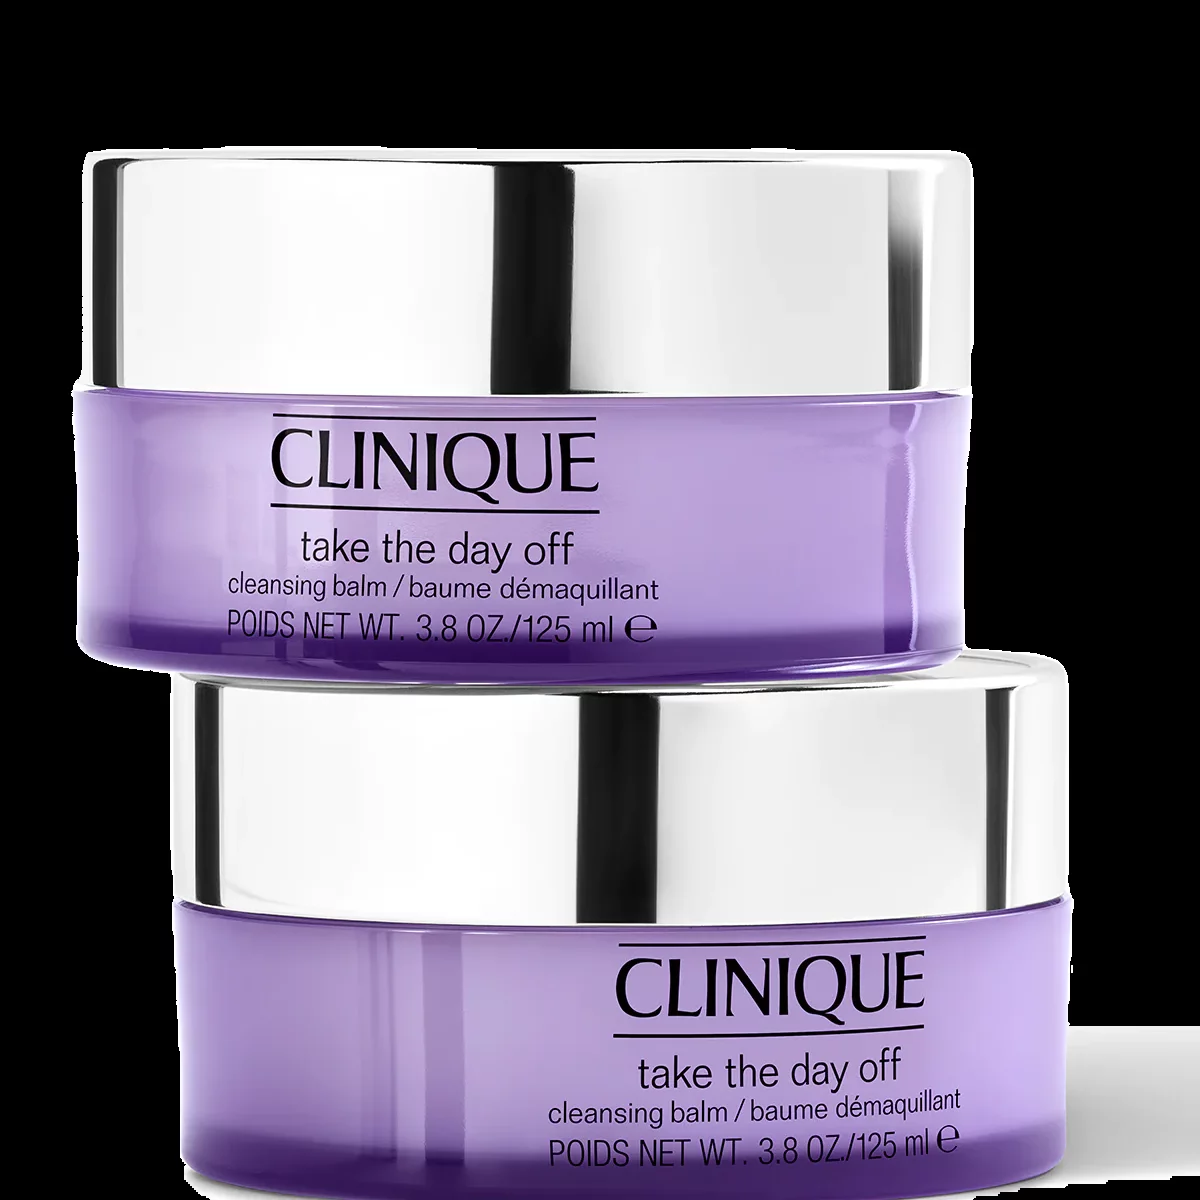 CLINIQUE
take the day off
cleansing balm / baume démaquillant
POIDS NET WT. 3.8 OZ./125 ml ℮
CLINIQUE
take the day off
cleansing balm / baume démaquillant
POIDS NET WT. 3.8 OZ./125 ml ℮